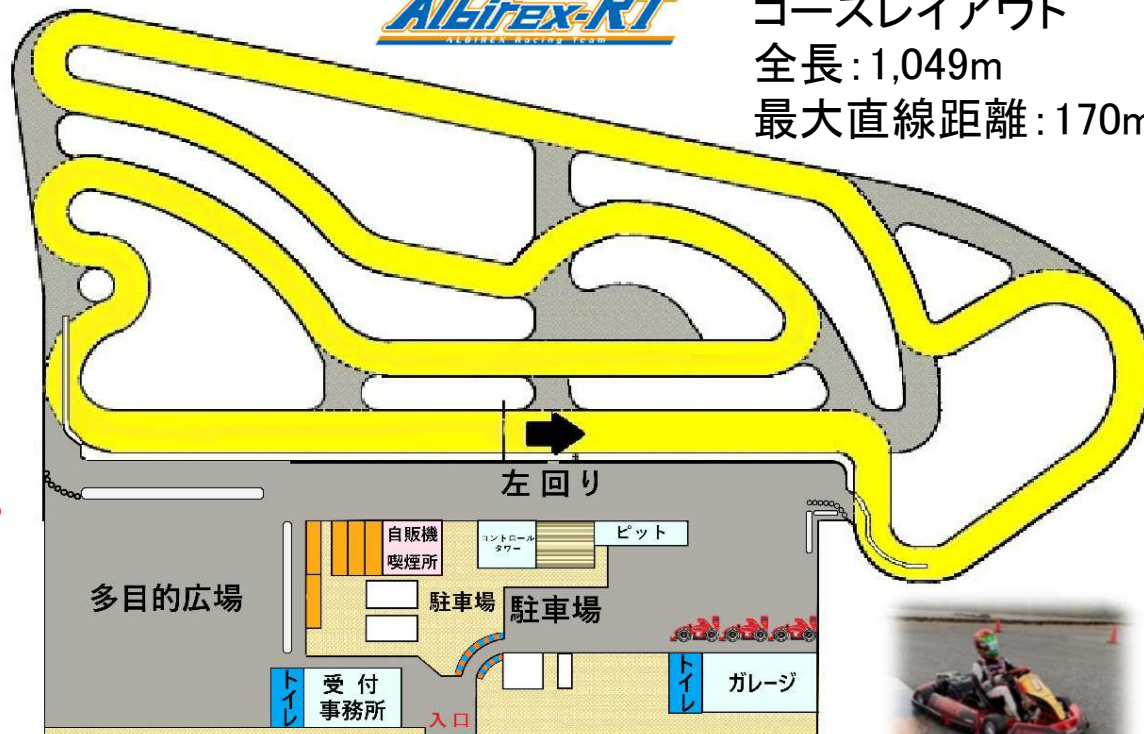 Albirex-RT
ALBIREX Racing Team
コースレイアウト
全長：1,049m
最大直線距離：170m
左回り
自販機
喫煙所
コントロール
タワー
ピット
多目的広場
駐車場
駐車場
トイレ
受付
事務所
入口
トイレ
ガレージ